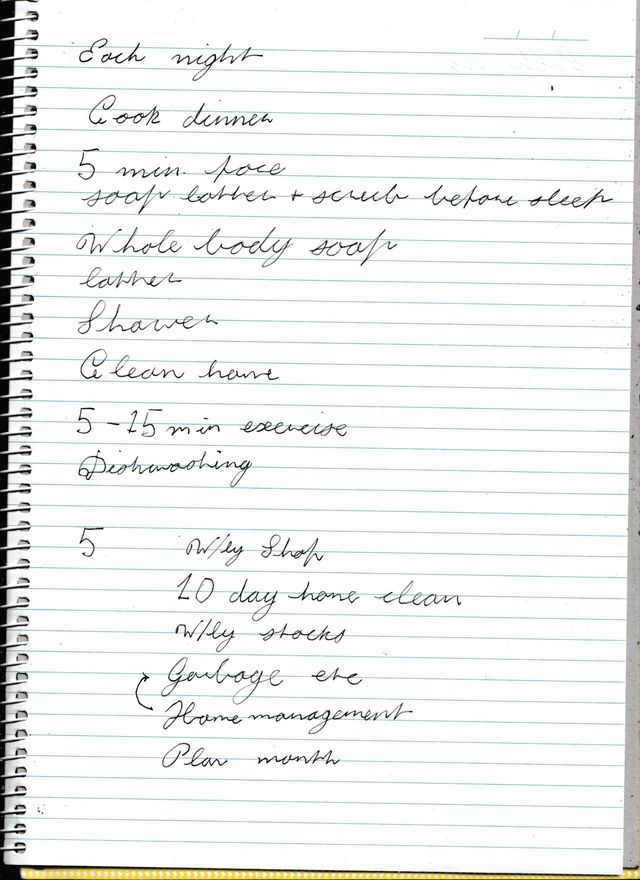 Each night
Cook dinner
5 min. face
soap lather + scrub before sleep
Whole body soap
lather
Shower
Clean home
5-15 min exercise
Dishwashing
5 W/ly Shop
10 day home clean
W/ly stocks
Garbage etc
Home management
Plan month